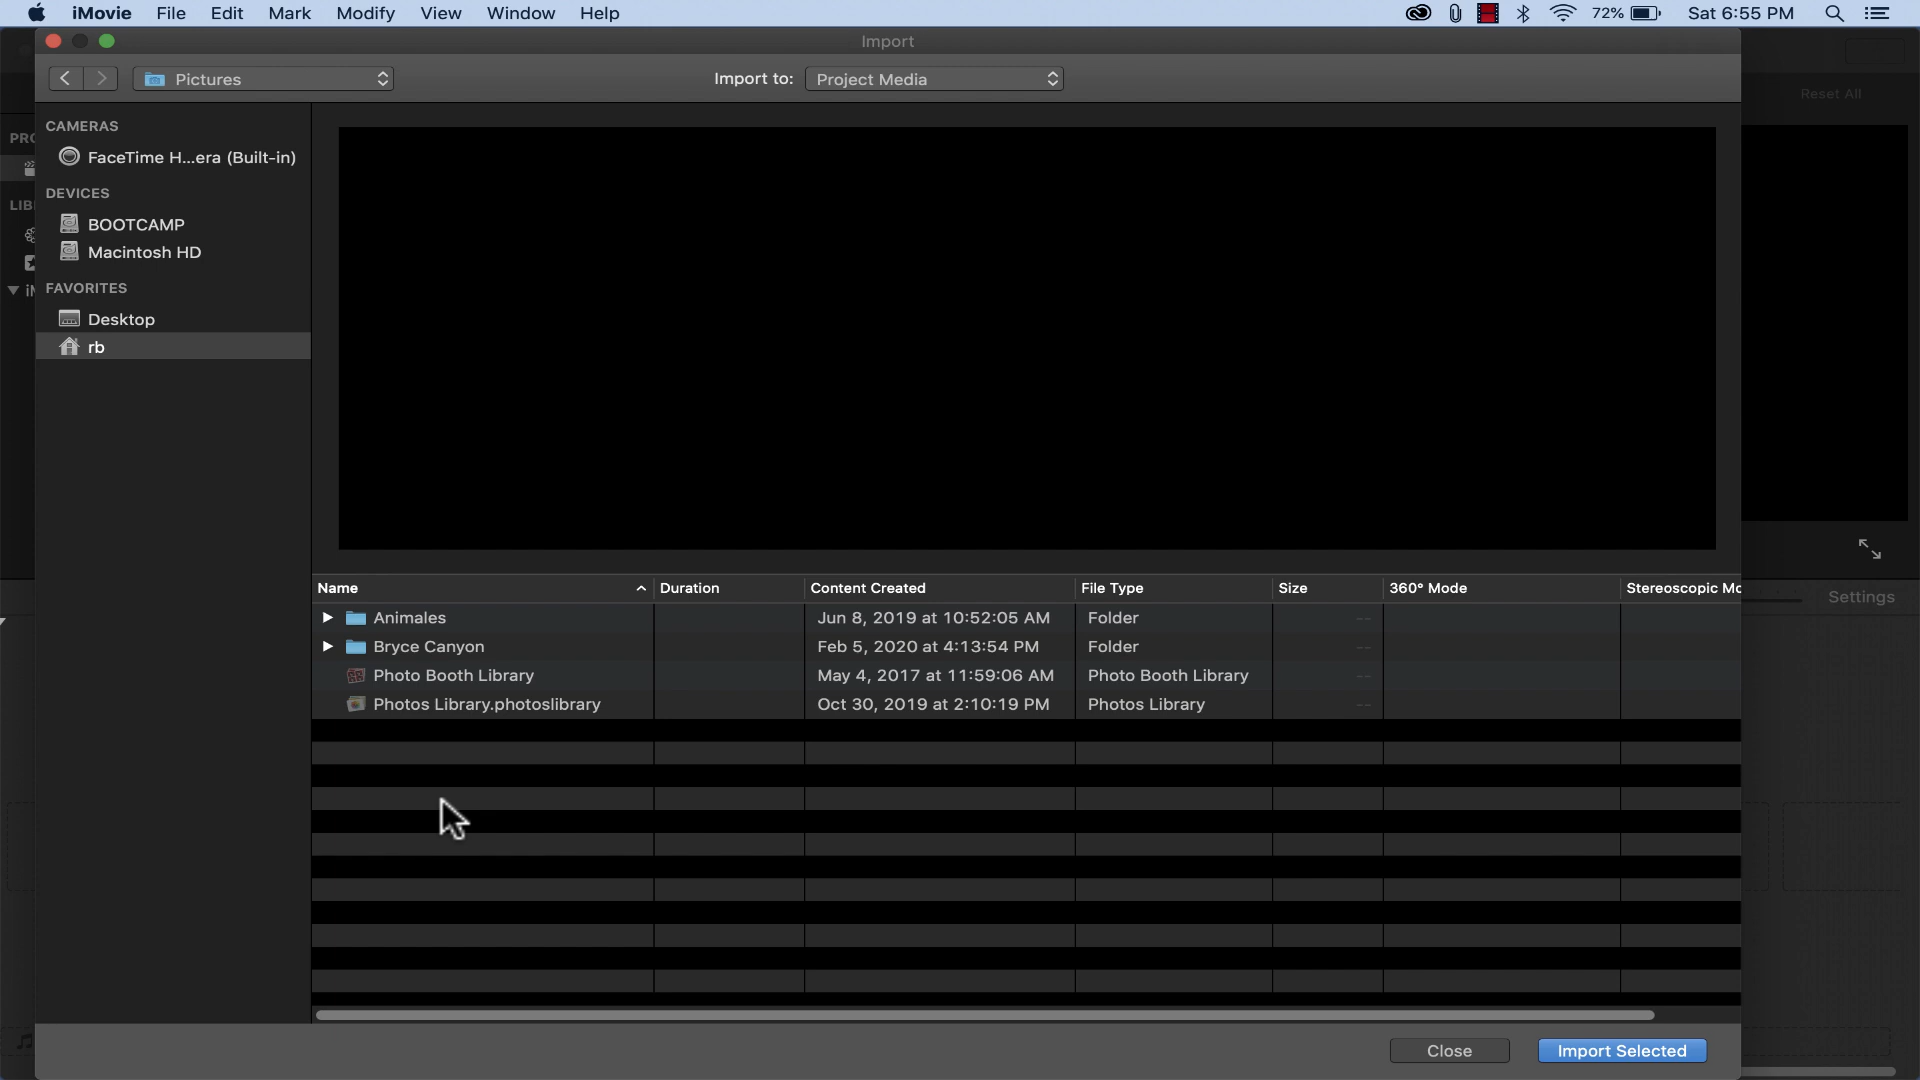 iMovie File Edit Mark Modify View Window Help 72% Sat 6:55 PM
Import
Pictures Import to: Project Media
Reset All
CAMERAS
FaceTime H...era (Built-in)
DEVICES
BOOTCAMP
Macintosh HD
FAVORITES
Desktop
rb
PRO
LIB
iM
Name Duration Content Created File Type Size 360° Mode Stereoscopic Mo
Animales Jun 8, 2019 at 10:52:05 AM Folder --
Bryce Canyon Feb 5, 2020 at 4:13:54 PM Folder --
Photo Booth Library May 4, 2017 at 11:59:06 AM Photo Booth Library --
Photos Library.photoslibrary Oct 30, 2019 at 2:10:19 PM Photos Library --
Settings
Close Import Selected